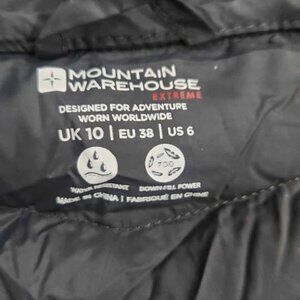 MOUNTAIN
WAREHOUSE
EXTREME
DESIGNED FOR ADVENTURE
WORN WORLDWIDE
UK 10 | EU 38 | US 6
700
WATER RESISTANT
DOWN FILL POWER
MADE IN CHINA | FABRIQUÉ EN CHINE